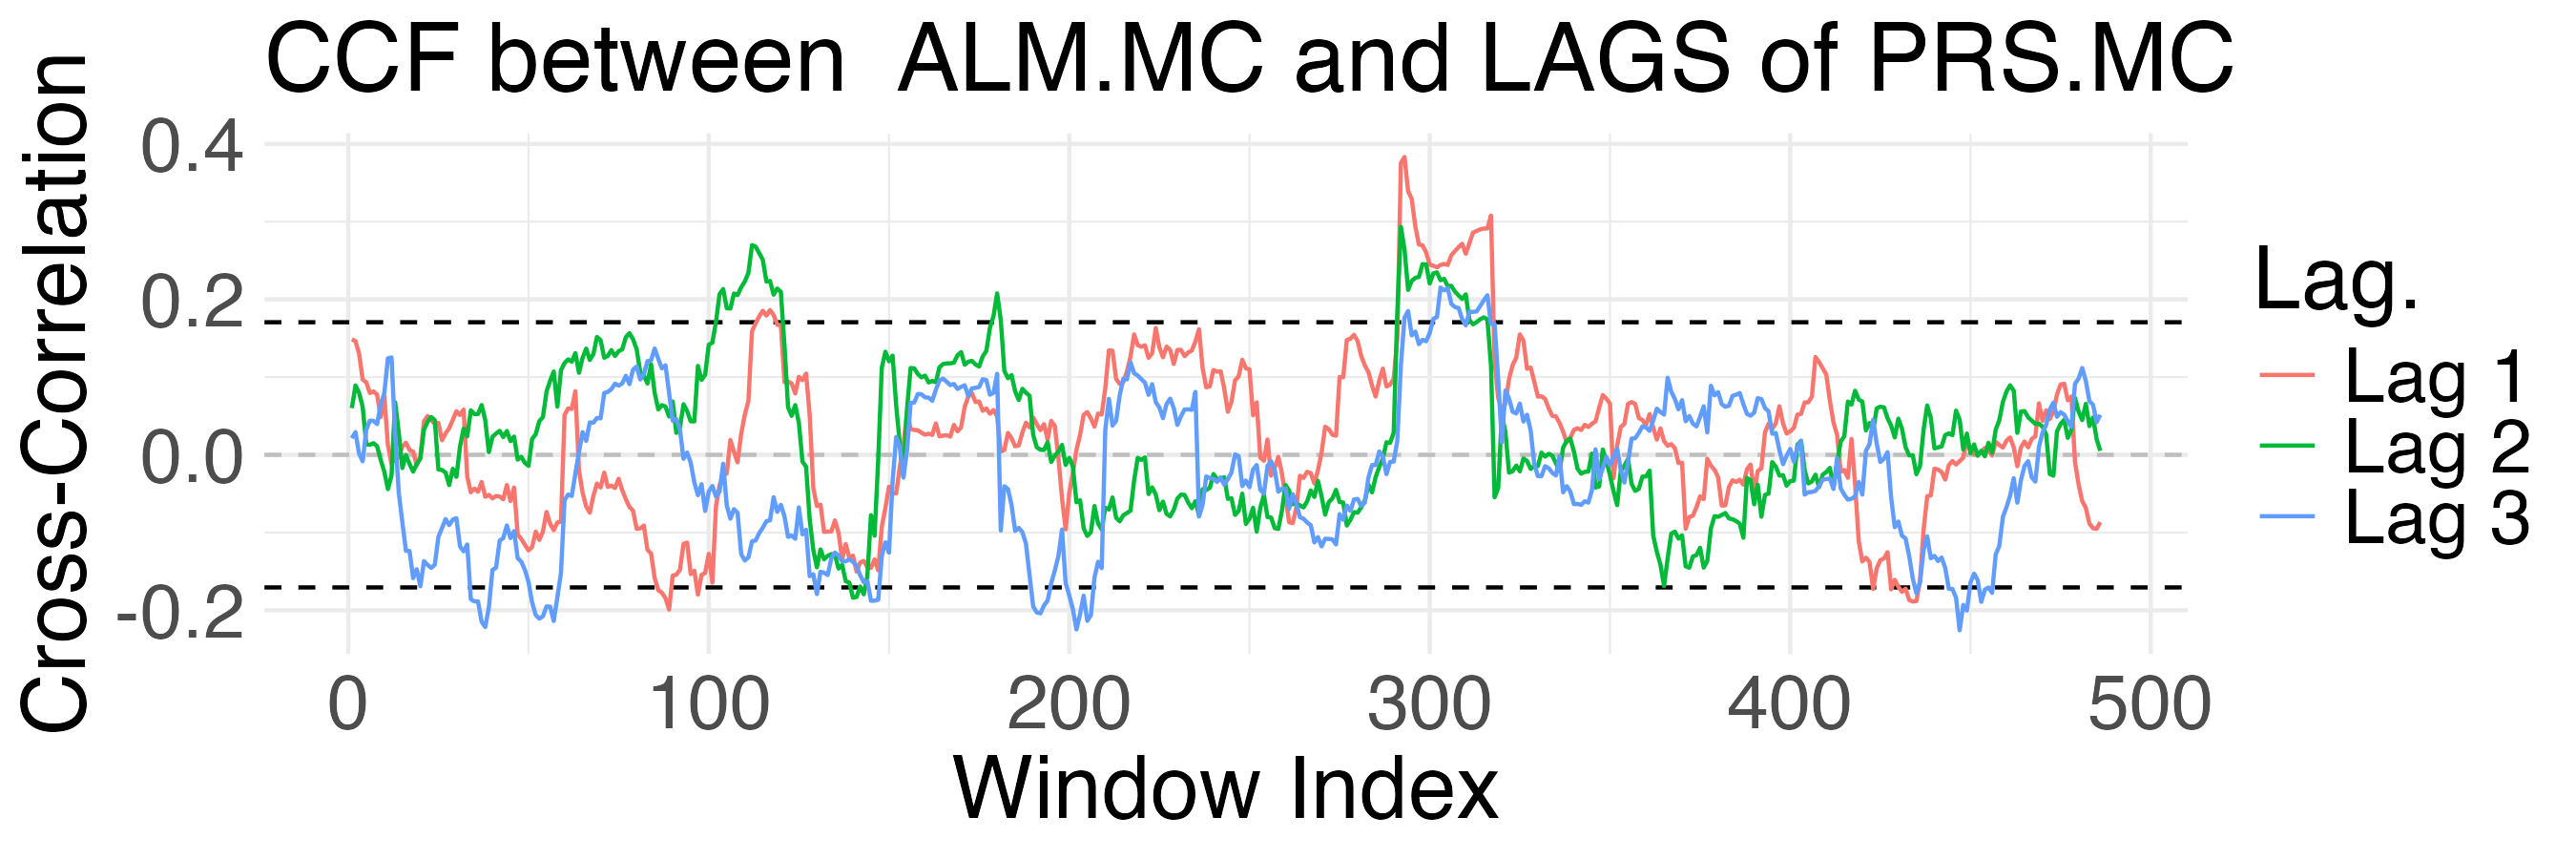 CCF between  ALM.MC and LAGS of PRS.MC
Cross-Correlation
0.4
0.2
0.0
-0.2
0 100 200 300 400 500
Window Index
Lag.
Lag 1
Lag 2
Lag 3